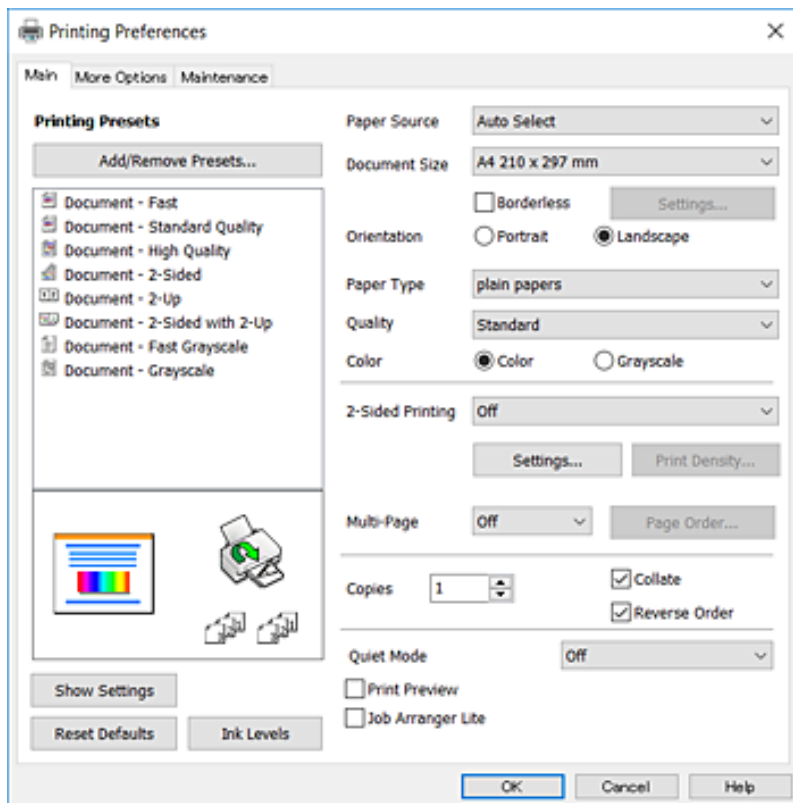 Printing Preferences
Main More Options Maintenance
Printing Presets
Add/Remove Presets...
Document - Fast
Document - Standard Quality
Document - High Quality
Document - 2-Sided
Document - 2-Up
Document - 2-Sided with 2-Up
Document - Fast Grayscale
Document - Grayscale
Show Settings
Reset Defaults Ink Levels
Paper Source Auto Select
Document Size A4 210 x 297 mm
Borderless Settings...
Orientation Portrait Landscape
Paper Type plain papers
Quality Standard
Color Color Grayscale
2-Sided Printing Off
Settings... Print Density...
Multi-Page Off Page Order...
Copies 1 Collate
Reverse Order
Quiet Mode Off
Print Preview
Job Arranger Lite
OK Cancel Help